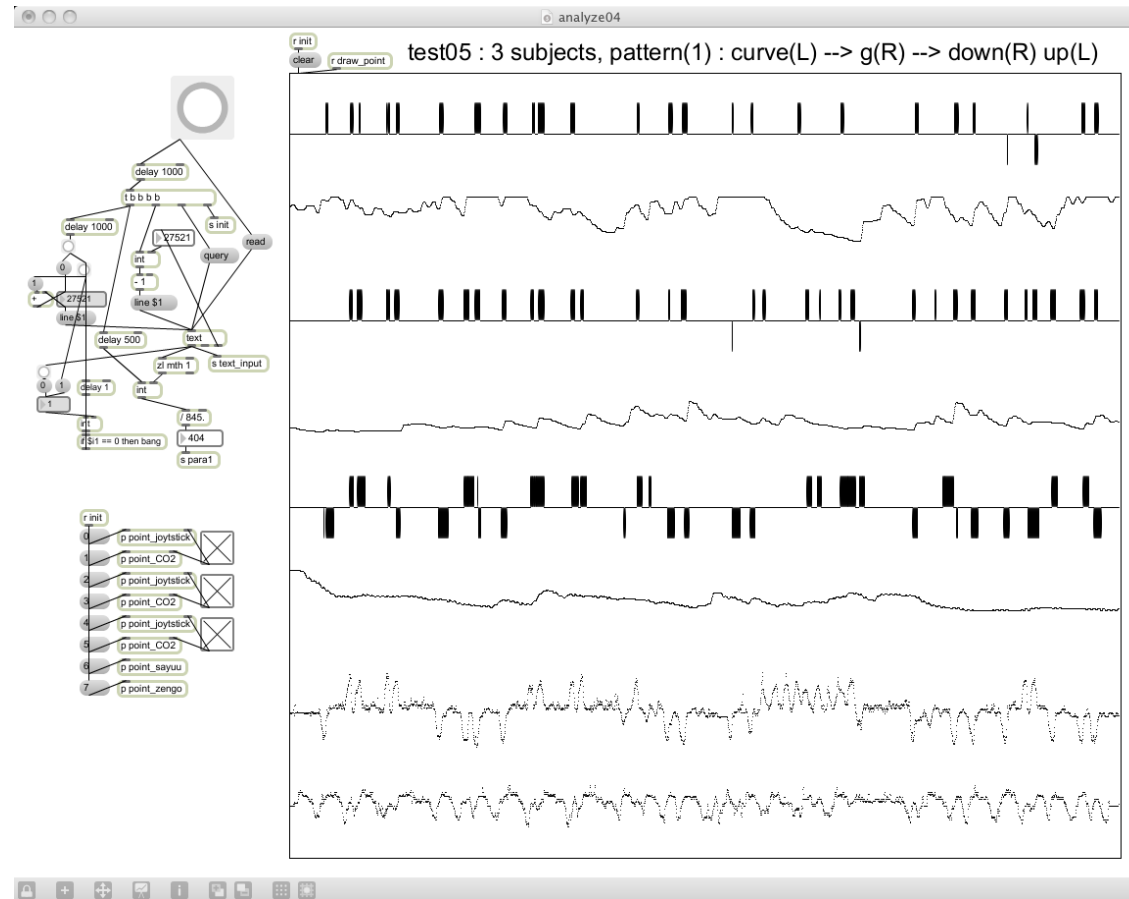 analyze04
r init
clear
r draw_point
test05 : 3 subjects, pattern(1) : curve(L) --> g(R) --> down(R) up(L)
delay 1000
t b b b b
delay 1000
s init
27521
read
int
query
0
- 1
1
+
27521
line $1
line $1
delay 500
text
zl mth 1
s text_input
0
1
delay 1
int
1
/ 845.
int
404
if $i1 == 0 then bang
s para1
r init
0
p point_joytstick
1
p point_CO2
2
p point_joytstick
3
p point_CO2
4
p point_joytstick
5
p point_CO2
6
p point_sayuu
7
p point_zengo